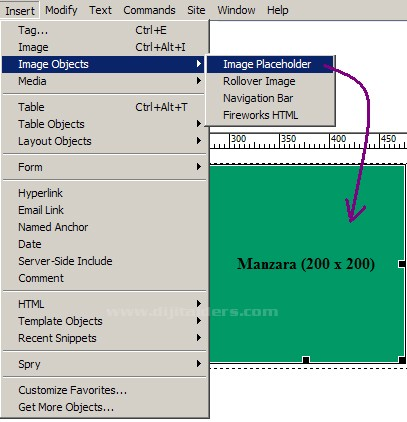 Insert Modify Text Commands Site Window Help
Tag... Ctrl+E
Image Ctrl+Alt+I
Image Objects
Media
Table Ctrl+Alt+T
Table Objects
Layout Objects
Form
Hyperlink
Email Link
Named Anchor
Date
Server-Side Include
Comment
HTML
Template Objects
Recent Snippets
Spry
Customize Favorites...
Get More Objects...
Image Placeholder
Rollover Image
Navigation Bar
Fireworks HTML
300 350 400 450
Manzara (200 x 200)